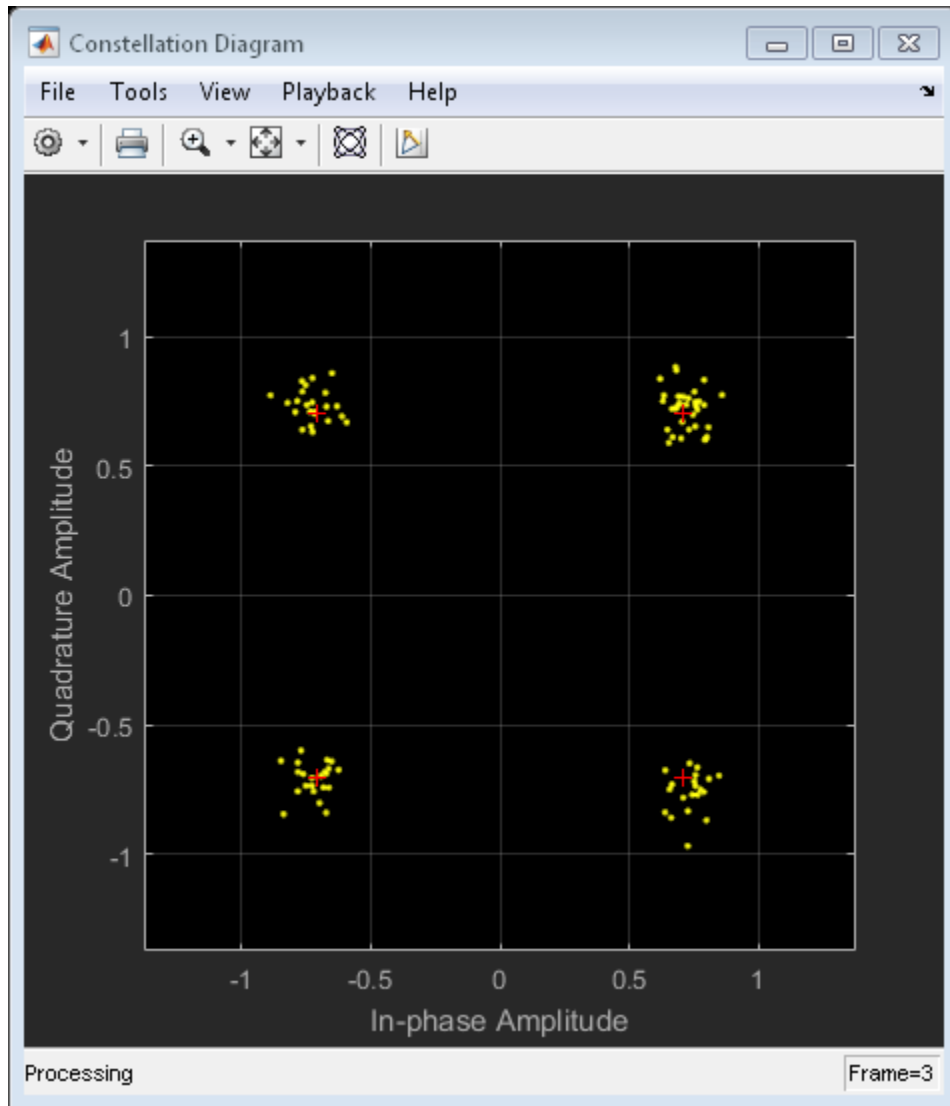 Constellation Diagram
File Tools View Playback Help
1
0.5
0
-0.5
-1
Quadrature Amplitude
-1 -0.5 0 0.5 1
In-phase Amplitude
Processing Frame=3